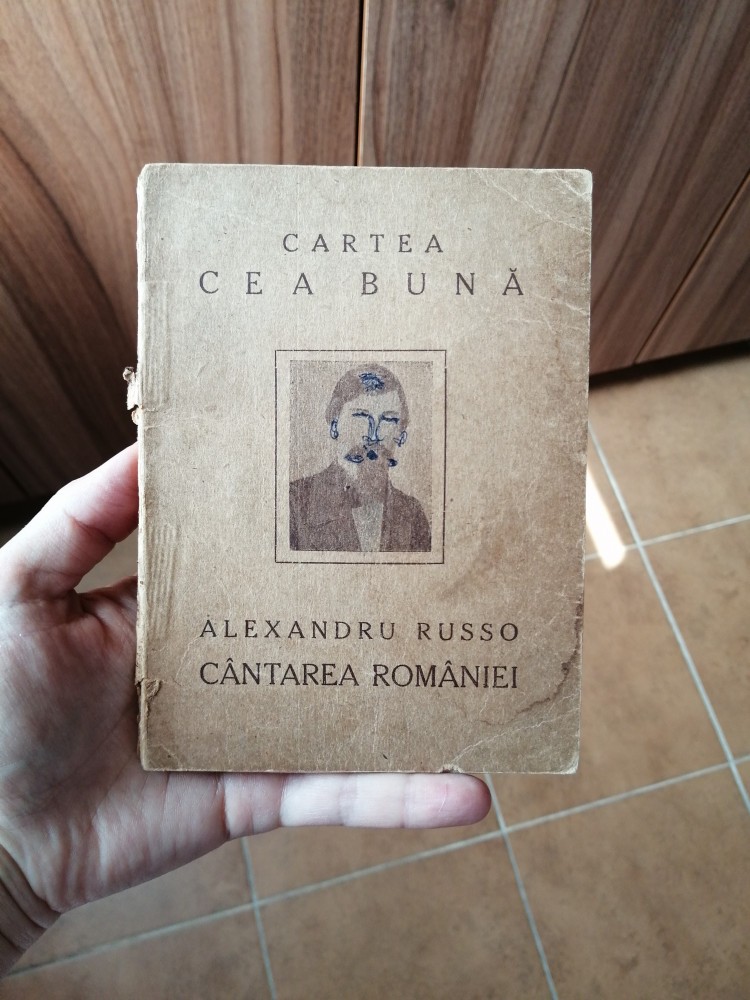 CARTEA
CEA BUNĂ
ALEXANDRU RUSSO
CÂNTAREA ROMÂNIEI